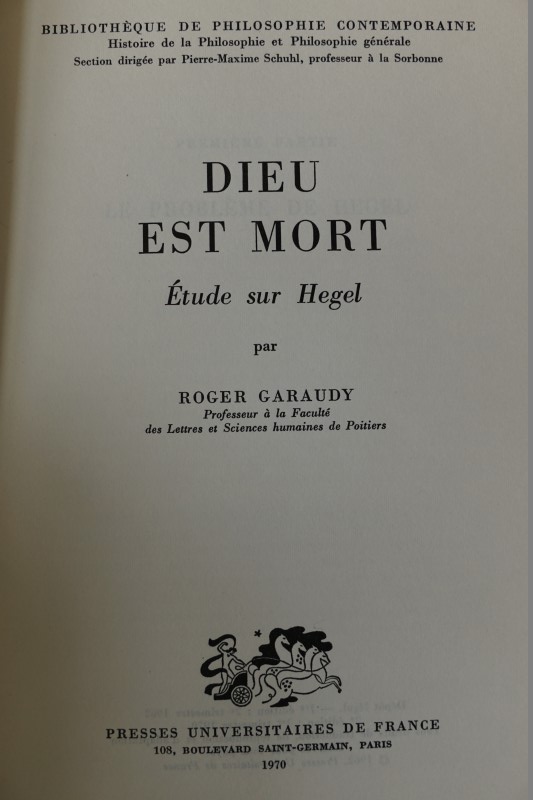 BIBLIOTHÈQUE DE PHILOSOPHIE CONTEMPORAINE
Histoire de la Philosophie et Philosophie générale
Section dirigée par Pierre-Maxime Schuhl, professeur à la Sorbonne
DIEU
EST MORT
Étude sur Hegel
par
ROGER GARAUDY
Professeur à la Faculté
des Lettres et Sciences humaines de Poitiers
PRESSES UNIVERSITAIRES DE FRANCE
108, BOULEVARD SAINT-GERMAIN, PARIS
1970